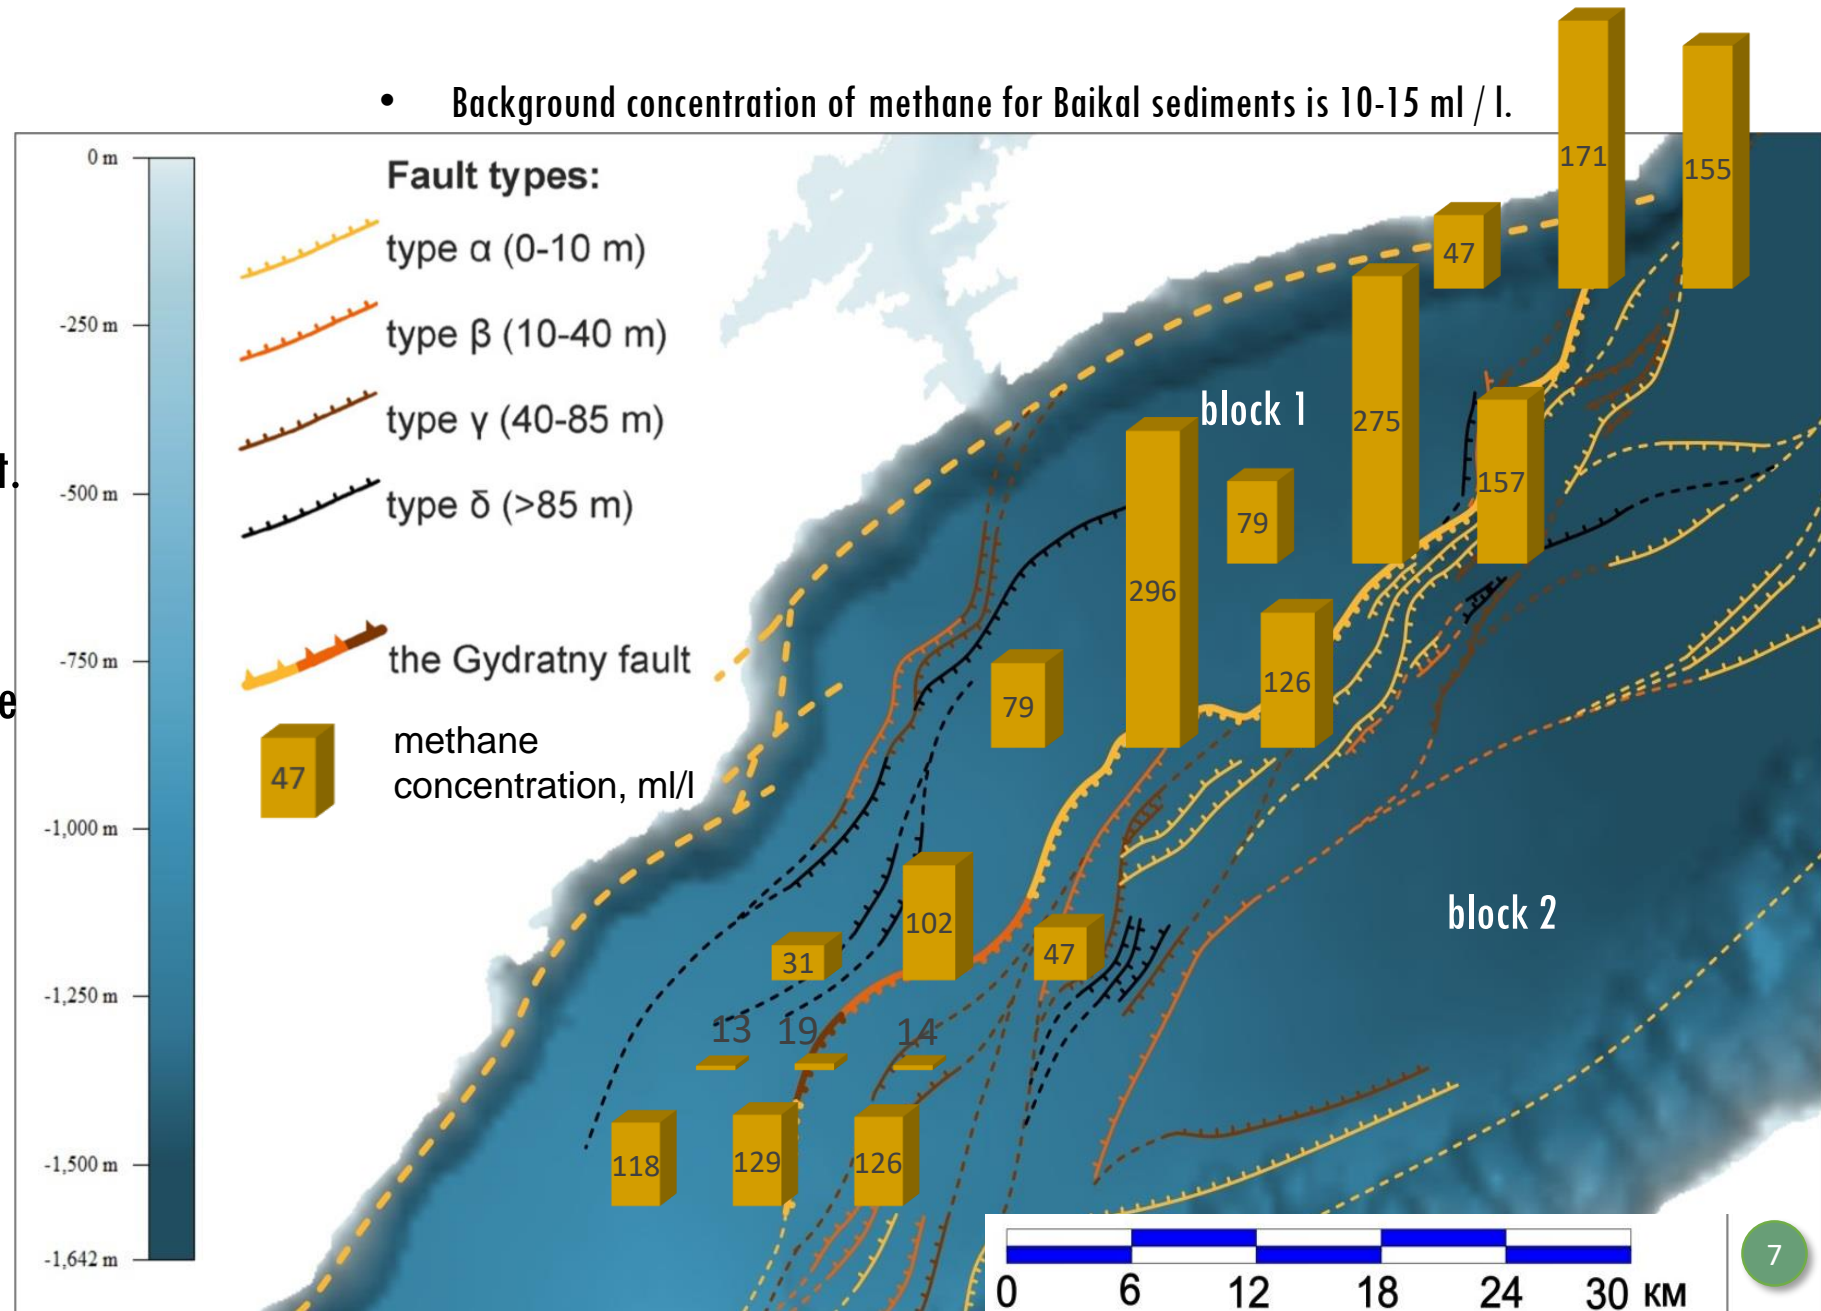 • Background concentration of methane for Baikal sediments is 10-15 ml / l.
t.
e
0 m
-250 m
-500 m
-750 m
-1,000 m
-1,250 m
-1,500 m
-1,642 m
Fault types:
type α (0-10 m)
type β (10-40 m)
type γ (40-85 m)
type δ (>85 m)
the Gydratny fault
47
methane
concentration, ml/l
171
155
47
block 1
275
157
79
296
126
79
block 2
102
31
47
13
19
14
118
129
126
0 6 12 18 24 30 км
7